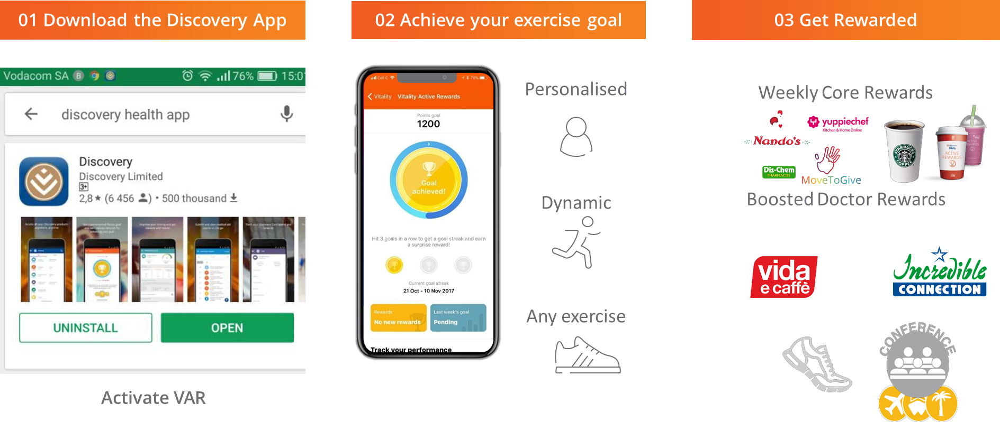 01 Download the Discovery App
Vodacom SA
76%
15:01
discovery health app
Discovery
Discovery Limited
3+
2,8 ★ (6 456 ) • 500 thousand
UNINSTALL
OPEN
Activate VAR
02 Achieve your exercise goal
Cell C
70%
Vitality
Vitality Active Rewards
Points goal
1200
Goal
achieved!
Hit 3 goals in a row to get a goal streak and earn
a surprise reward!
Current goal streak
21 Oct - 10 Nov 2017
Rewards
No new rewards
Last week's goal
Pending
Track your performance
Personalised
Dynamic
Any exercise
03 Get Rewarded
Weekly Core Rewards
Nando's
yuppiechef
Kitchen & Home Online
Dis-Chem
PHARMACIES
MoveToGive
STARBUCKS
COFFEE
ACTIVE
REWARDS
Boosted Doctor Rewards
vida
e caffè
Incredible
CONNECTION
CONFERENCE